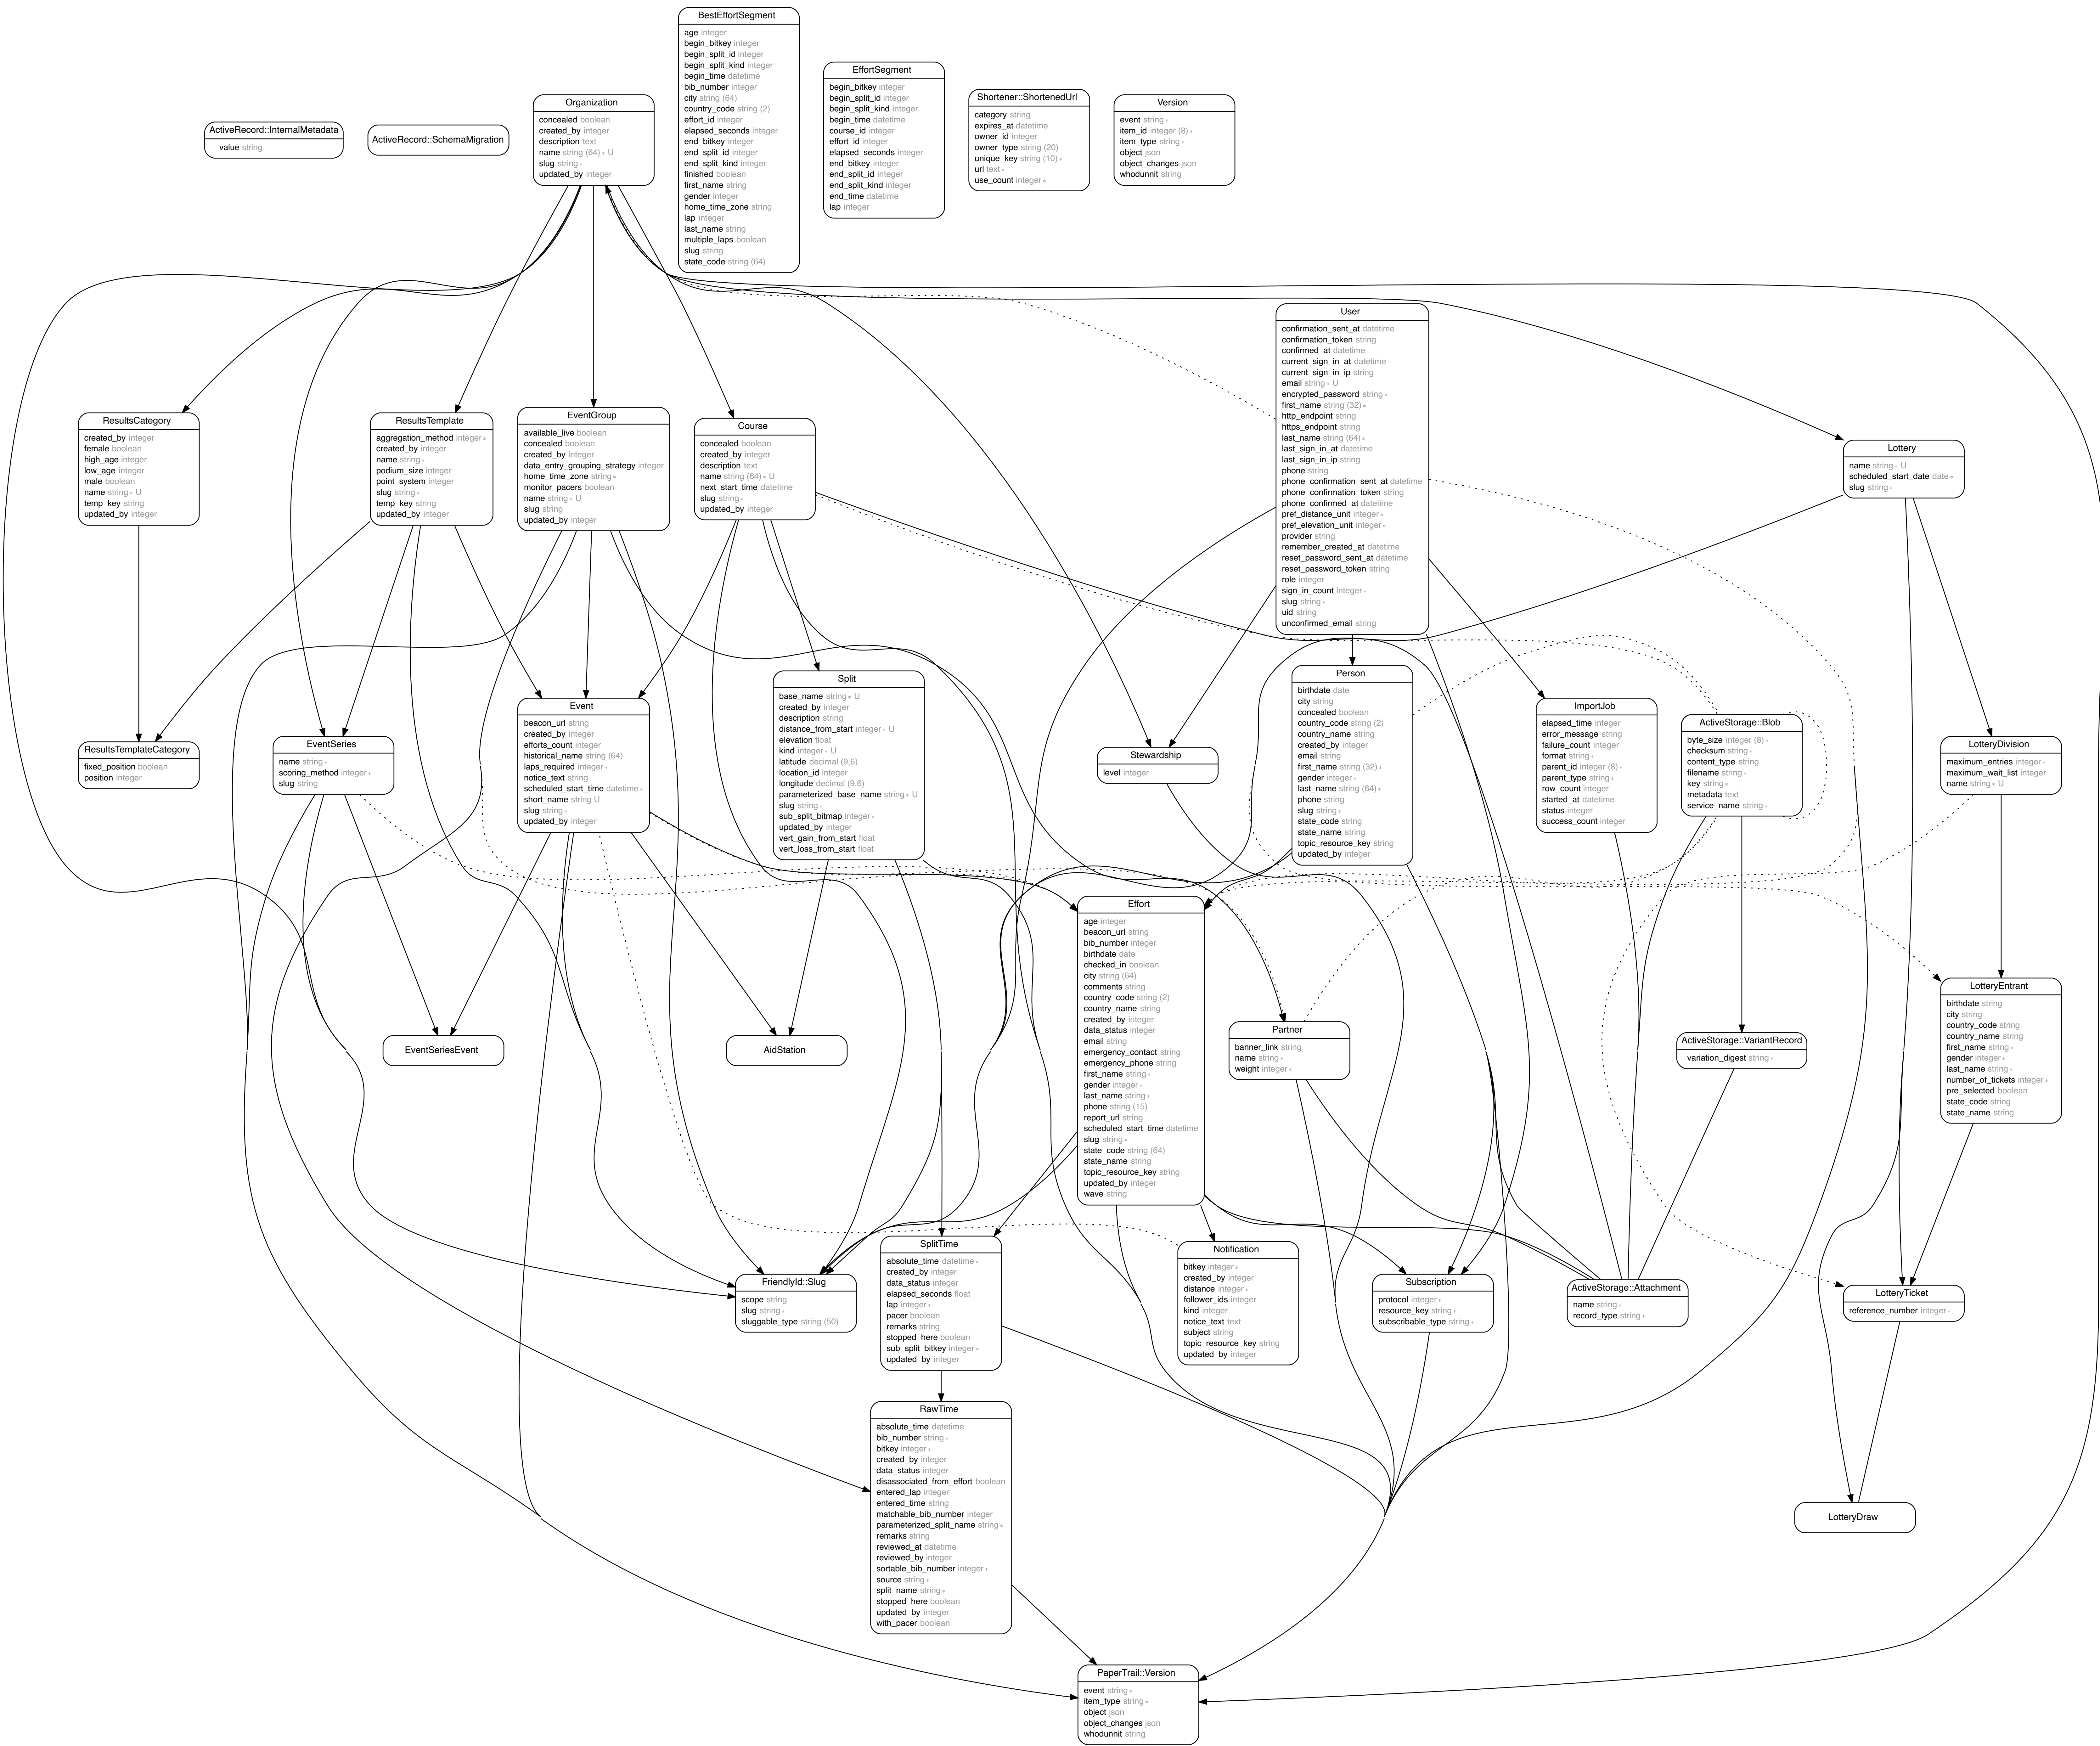 BestEffortSegment
age integer
begin_bitkey integer
begin_split_id integer
begin_split_kind integer
begin_time datetime
bib_number integer
city string (64)
country_code string (2)
effort_id integer
elapsed_seconds integer
end_bitkey integer
end_split_id integer
end_split_kind integer
finished boolean
first_name string
gender integer
home_time_zone string
lap integer
last_name string
multiple_laps boolean
slug string
state_code string (64)
EffortSegment
begin_bitkey integer
begin_split_id integer
begin_split_kind integer
begin_time datetime
course_id integer
effort_id integer
elapsed_seconds integer
end_bitkey integer
end_split_id integer
end_split_kind integer
end_time datetime
lap integer
Shortener::ShortenedUrl
category string
expires_at datetime
owner_id integer
owner_type string (20)
unique_key string (10)∗
url text∗
use_count integer∗
Version
event string∗
item_id integer (8)∗
item_type string∗
object json
object_changes json
whodunnit string
Organization
concealed boolean
created_by integer
description text
name string (64)∗ U
slug string∗
updated_by integer
ActiveRecord::InternalMetadata
value string
ActiveRecord::SchemaMigration
User
confirmation_sent_at datetime
confirmation_token string
confirmed_at datetime
current_sign_in_at datetime
current_sign_in_ip string
email string∗ U
encrypted_password string∗
first_name string (32)∗
http_endpoint string
https_endpoint string
last_name string (64)∗
last_sign_in_at datetime
last_sign_in_ip string
phone string
phone_confirmation_sent_at datetime
phone_confirmation_token string
phone_confirmed_at datetime
pref_distance_unit integer∗
pref_elevation_unit integer∗
provider string
remember_created_at datetime
reset_password_sent_at datetime
reset_password_token string
role integer
sign_in_count integer∗
slug string∗
uid string
unconfirmed_email string
ResultsCategory
created_by integer
female boolean
high_age integer
low_age integer
male boolean
name string∗ U
temp_key string
updated_by integer
ResultsTemplate
aggregation_method integer∗
created_by integer
name string∗
podium_size integer
point_system integer
slug string∗
temp_key string
updated_by integer
EventGroup
available_live boolean
concealed boolean
created_by integer
data_entry_grouping_strategy integer
home_time_zone string∗
monitor_pacers boolean
name string∗ U
slug string
updated_by integer
Course
concealed boolean
created_by integer
description text
name string (64)∗ U
next_start_time datetime
slug string∗
updated_by integer
Lottery
name string∗ U
scheduled_start_date date∗
slug string∗
ResultsTemplateCategory
fixed_position boolean
position integer
EventSeries
name string∗
scoring_method integer∗
slug string
Event
beacon_url string
created_by integer
efforts_count integer
historical_name string (64)
laps_required integer∗
notice_text string
scheduled_start_time datetime∗
short_name string U
slug string∗
updated_by integer
Split
base_name string∗ U
created_by integer
description string
distance_from_start integer∗ U
elevation float
kind integer∗ U
latitude decimal (9,6)
location_id integer
longitude decimal (9,6)
parameterized_base_name string∗ U
slug string∗
sub_split_bitmap integer∗
updated_by integer
vert_gain_from_start float
vert_loss_from_start float
Stewardship
level integer
Person
birthdate date
city string
concealed boolean
country_code string (2)
country_name string
created_by integer
email string
first_name string (32)∗
gender integer∗
last_name string (64)∗
phone string
slug string∗
state_code string
state_name string
topic_resource_key string
updated_by integer
ImportJob
elapsed_time integer
error_message string
failure_count integer
format string∗
parent_id integer (8)∗
parent_type string∗
row_count integer
started_at datetime
status integer
success_count integer
ActiveStorage::Blob
byte_size integer (8)∗
checksum string∗
content_type string
filename string∗
key string∗
metadata text
service_name string∗
LotteryDivision
maximum_entries integer∗
maximum_wait_list integer
name string∗ U
EventSeriesEvent
AidStation
Effort
age integer
beacon_url string
bib_number integer
birthdate date
checked_in boolean
city string (64)
comments string
country_code string (2)
country_name string
created_by integer
data_status integer
email string
emergency_contact string
emergency_phone string
first_name string∗
gender integer∗
last_name string∗
phone string (15)
report_url string
scheduled_start_time datetime
slug string∗
state_code string (64)
state_name string
topic_resource_key string
updated_by integer
wave string
Partner
banner_link string
name string∗
weight integer∗
ActiveStorage::VariantRecord
variation_digest string∗
LotteryEntrant
birthdate string
city string
country_code string
country_name string
first_name string∗
gender integer∗
last_name string∗
number_of_tickets integer∗
pre_selected boolean
state_code string
state_name string
FriendlyId::Slug
scope string
slug string∗
sluggable_type string (50)
SplitTime
absolute_time datetime∗
created_by integer
data_status integer
elapsed_seconds float
lap integer∗
pacer boolean
remarks string
stopped_here boolean
sub_split_bitkey integer∗
updated_by integer
Notification
bitkey integer∗
created_by integer
distance integer∗
follower_ids integer
kind integer
notice_text text
subject string
topic_resource_key string
updated_by integer
Subscription
protocol integer∗
resource_key string∗
subscribable_type string∗
ActiveStorage::Attachment
name string∗
record_type string∗
LotteryTicket
reference_number integer∗
RawTime
absolute_time datetime
bib_number string∗
bitkey integer∗
created_by integer
data_status integer
disassociated_from_effort boolean
entered_lap integer
entered_time string
matchable_bib_number integer
parameterized_split_name string∗
remarks string
reviewed_at datetime
reviewed_by integer
sortable_bib_number integer∗
source string∗
split_name string∗
stopped_here boolean
updated_by integer
with_pacer boolean
LotteryDraw
PaperTrail::Version
event string∗
item_type string∗
object json
object_changes json
whodunnit string